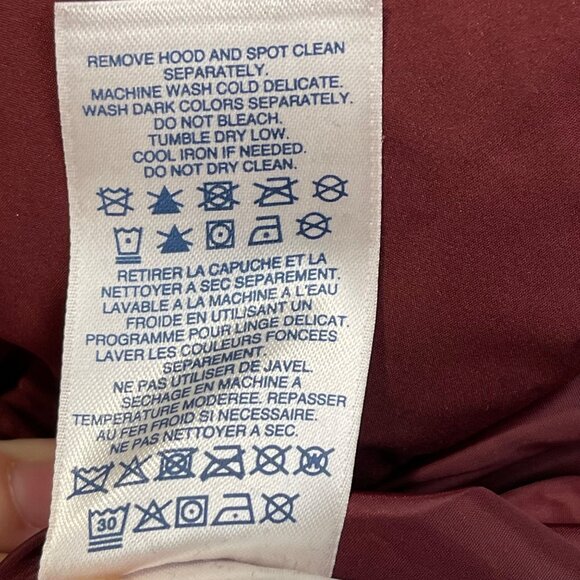 REMOVE HOOD AND SPOT CLEAN
SEPARATELY.
MACHINE WASH COLD DELICATE.
WASH DARK COLORS SEPARATELY.
DO NOT BLEACH.
TUMBLE DRY LOW.
COOL IRON IF NEEDED.
DO NOT DRY CLEAN.
RETIRER LA CAPUCHE ET LA
NETTOYER A SEC SEPAREMENT.
LAVABLE A LA MACHINE A L'EAU
FROIDE EN UTILISANT UN
PROGRAMME POUR LINGE DELICAT.
LAVER LES COULEURS FONCEES
SEPAREMENT.
NE PAS UTILISER DE JAVEL.
SECHAGE EN MACHINE A
TEMPERATURE MODEREE. REPASSER
AU FER FROID SI NECESSAIRE.
NE PAS NETTOYER A SEC.
W
30